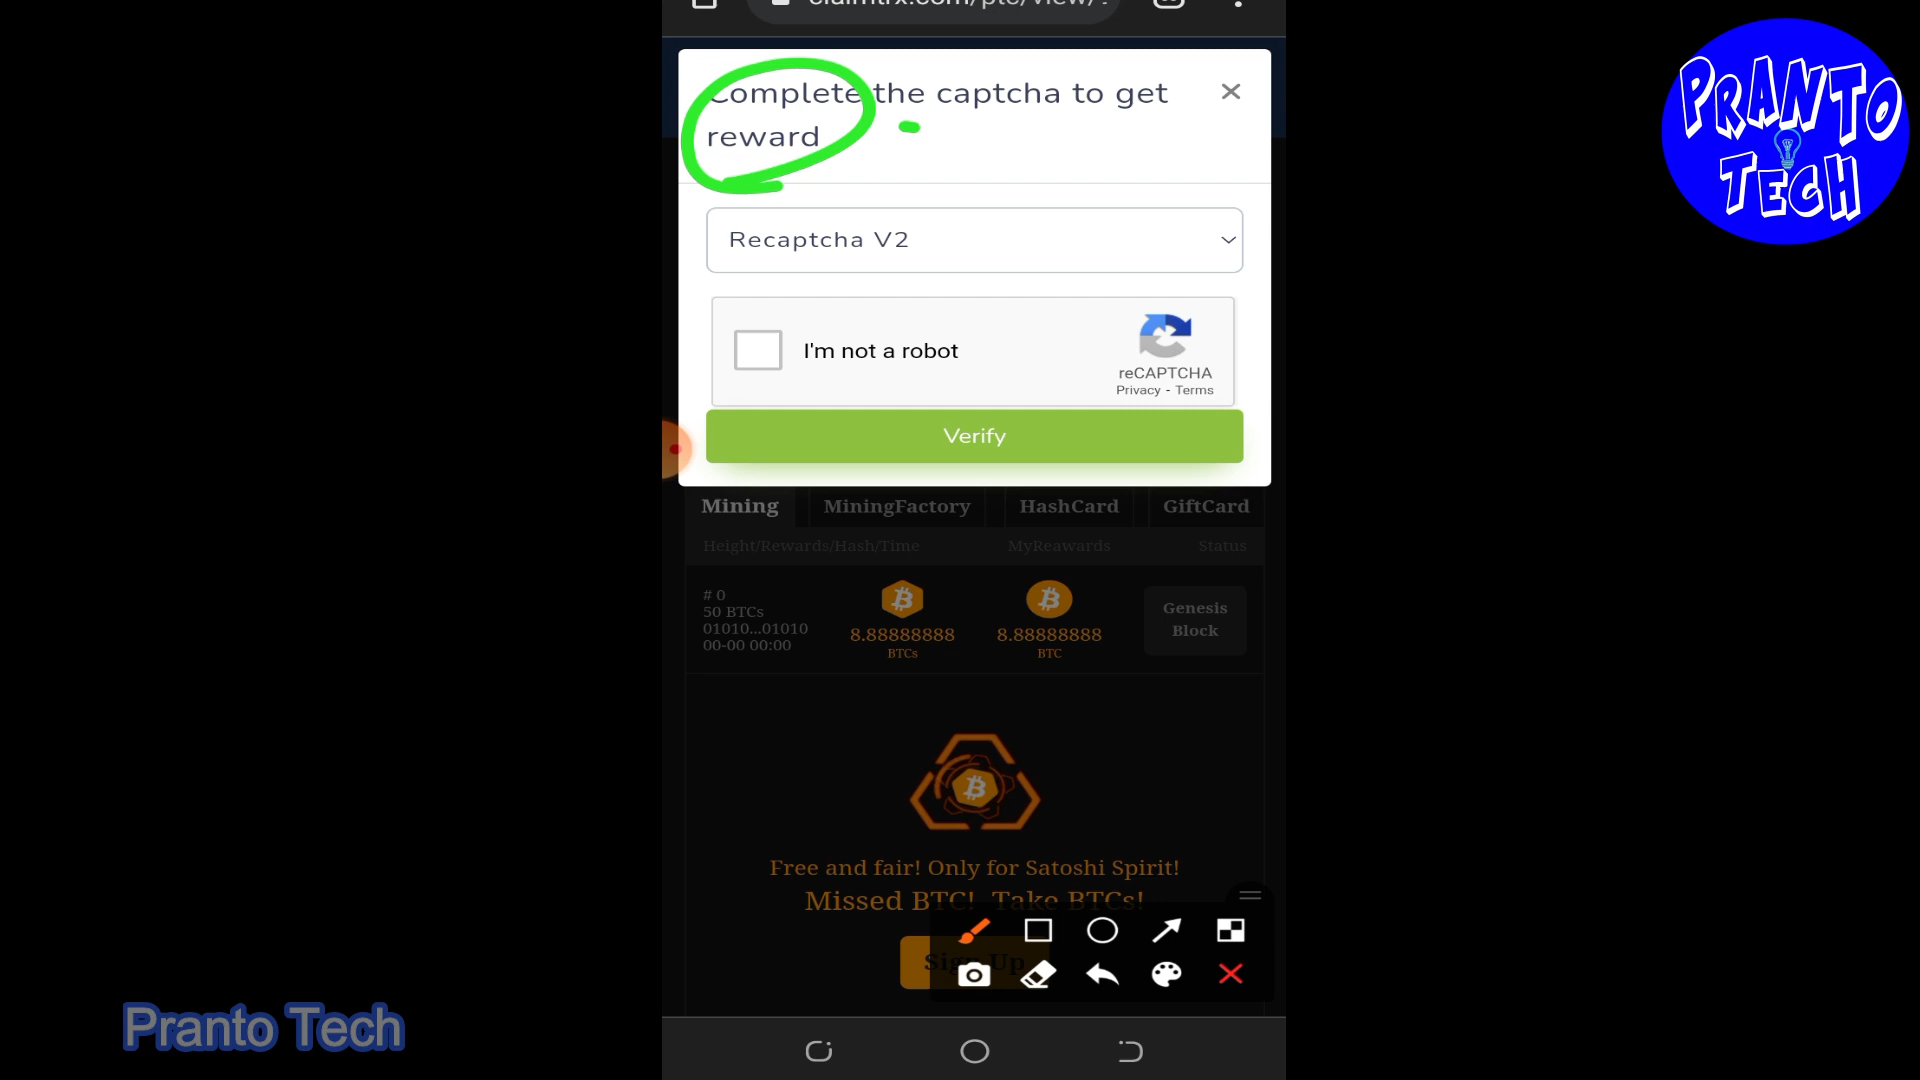 claimtrx.com/ptc/view/
PRANTO
TECH
Complete the captcha to get
reward
Recaptcha V2
I'm not a robot
reCAPTCHA
Privacy - Terms
Verify
Mining MiningFactory HashCard GiftCard
Height/Rewards/Hash/Time MyReawards Status
# 0
50 BTCs
01010...01010
00-00 00:00
8.88888888
BTCs
8.88888888
BTC
Genesis
Block
Free and fair! Only for Satoshi Spirit!
Missed BTC! Take BTCs!
Sign Up
Pranto Tech